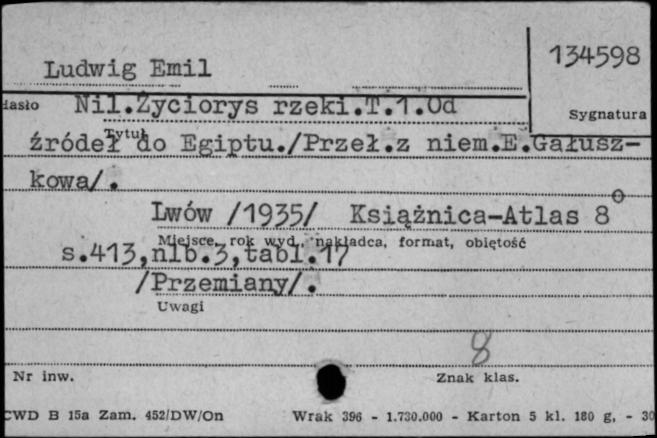 134598
Ludwig Emil
Hasło Nil.Życiorys rzeki.T.1.Od
Sygnatura
Tytuł
źródeł do Egiptu./Przeł.z niem.E.Gałusz-
kowa/.
Lwów /1935/ Książnica-Atlas 8o
Miejsce, rok wyd., nakładca, format, objętość
s.413,nlb.3,tabl.17
/Przemiany/.
Uwagi
8
Nr inw.
Znak klas.
CWD B 15a Zam. 452/DW/On Wrak 396 - 1.730.000 - Karton 5 kl. 180 g, - 30